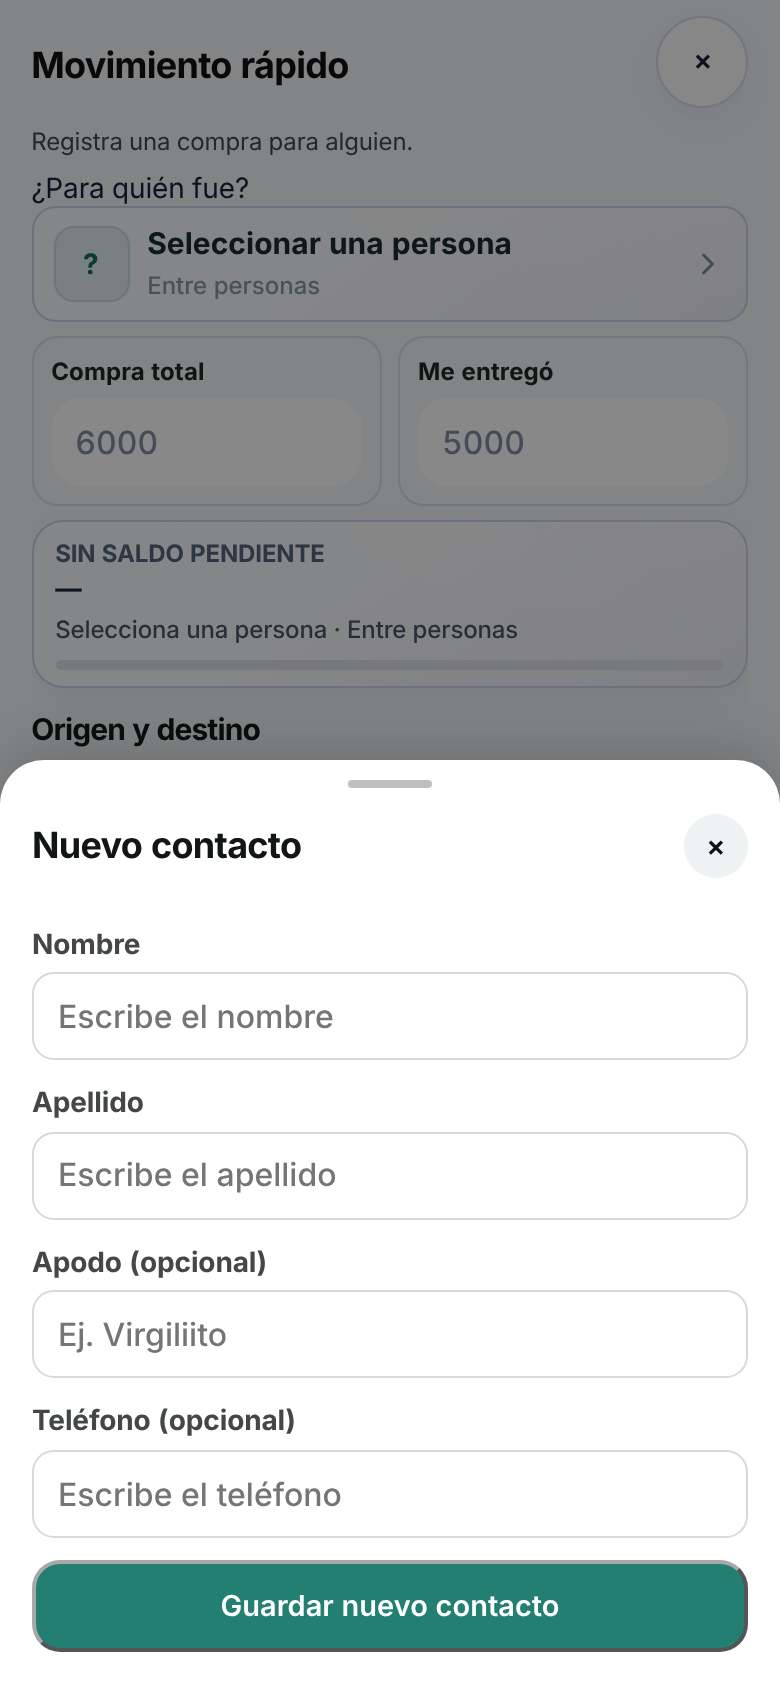 Movimiento rápido
×
Registra una compra para alguien.
¿Para quién fue?
?
Seleccionar una persona
Entre personas
Compra total
Me entregó
6000
5000
SIN SALDO PENDIENTE
—
Selecciona una persona · Entre personas
Origen y destino
Nuevo contacto
×
Nombre
Escribe el nombre
Apellido
Escribe el apellido
Apodo (opcional)
Ej. Virgiliito
Teléfono (opcional)
Escribe el teléfono
Guardar nuevo contacto